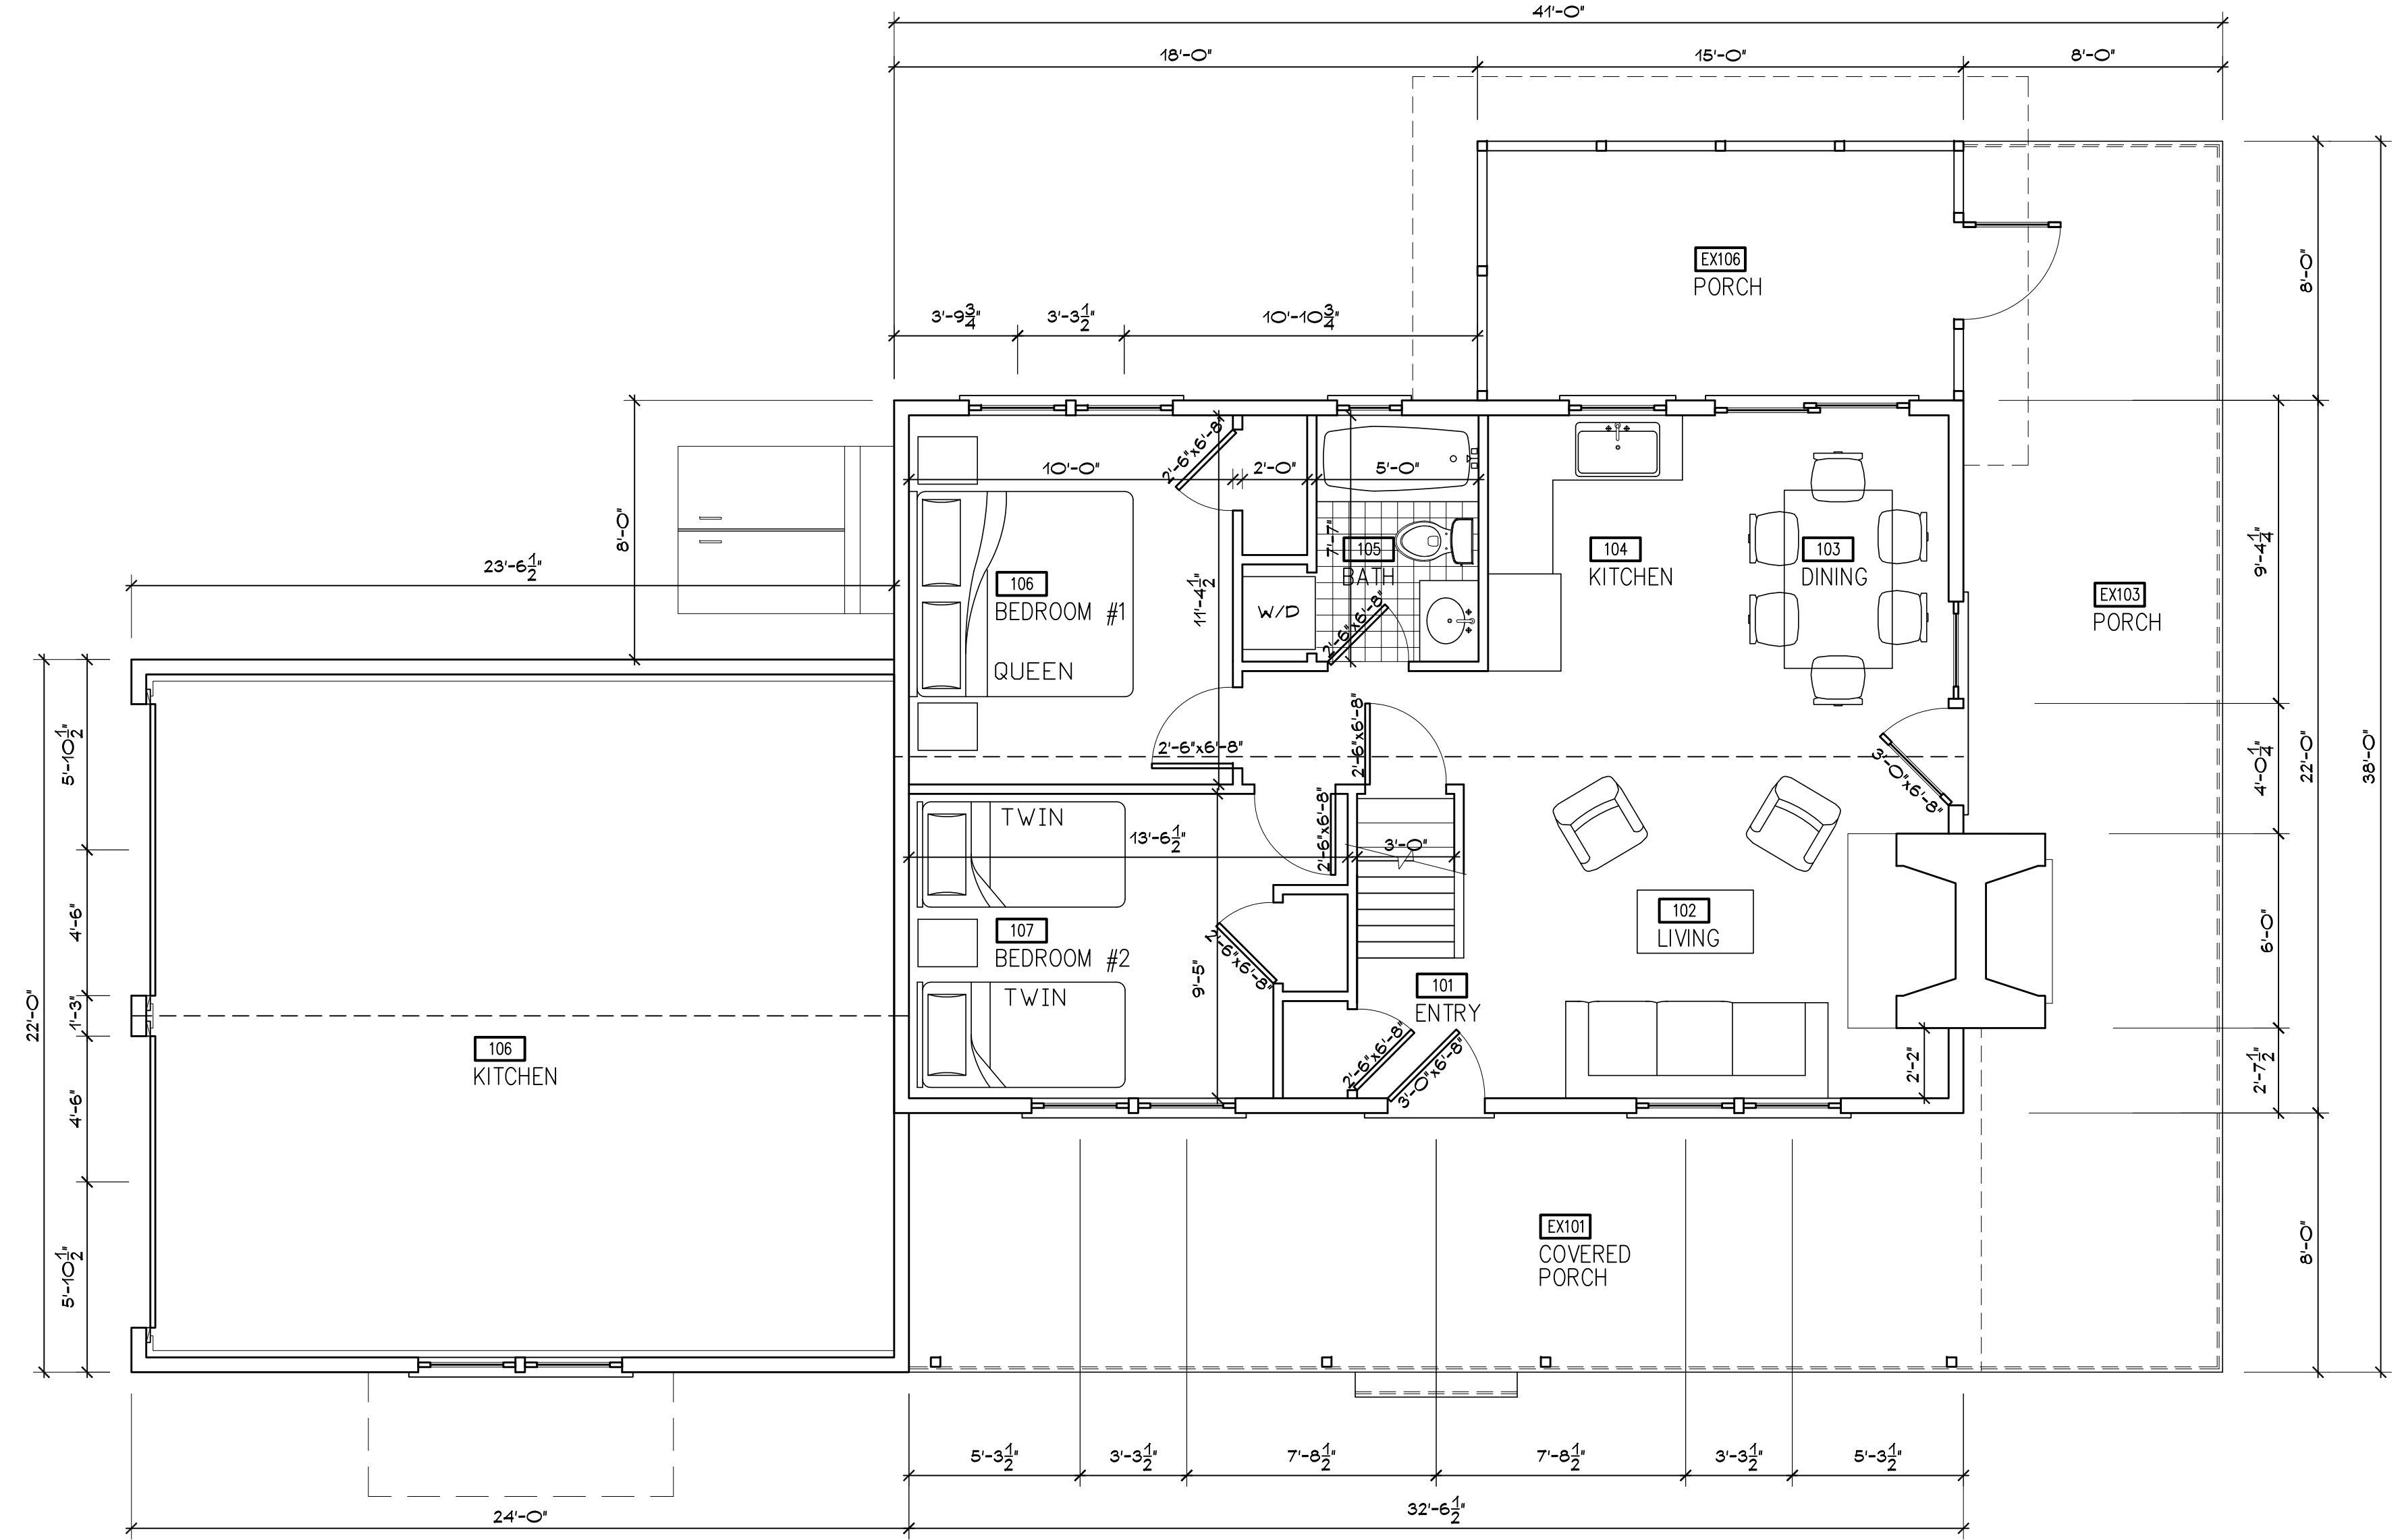 41'-0"
18'-0"
15'-0"
8'-0"
EX106
PORCH
8'-0"
3'-9 3/4"
3'-3 1/2"
10'-10 3/4"
2'-6"x6'-8"
10'-0"
2'-0"
5'-0"
8'-0"
7'-7"
105
BATH
104
KITCHEN
103
DINING
9'-4 1/4"
23'-6 1/2"
106
BEDROOM #1
11'-4 1/2"
W/D
2'-6"x6'-8"
EX103
PORCH
QUEEN
5'-10 1/2"
2'-6"x6'-8"
2'-6"x6'-8"
3'-0"x6'-8"
4'-0 1/4"
22'-0"
38'-0"
TWIN
13'-6 1/2"
2'-6"x6'-8"
3'-0"
4'-6"
107
BEDROOM #2
2'-6"x6'-8"
9'-5"
102
LIVING
6'-0"
TWIN
101
ENTRY
22'-0"
1'-3"
106
KITCHEN
2'-6"x6'-8"
3'-0"x6'-8"
2'-2"
2'-7 1/2"
4'-6"
5'-10 1/2"
EX101
COVERED
PORCH
8'-0"
5'-3 1/2"
3'-3 1/2"
7'-8 1/2"
7'-8 1/2"
3'-3 1/2"
5'-3 1/2"
24'-0"
32'-6 1/2"